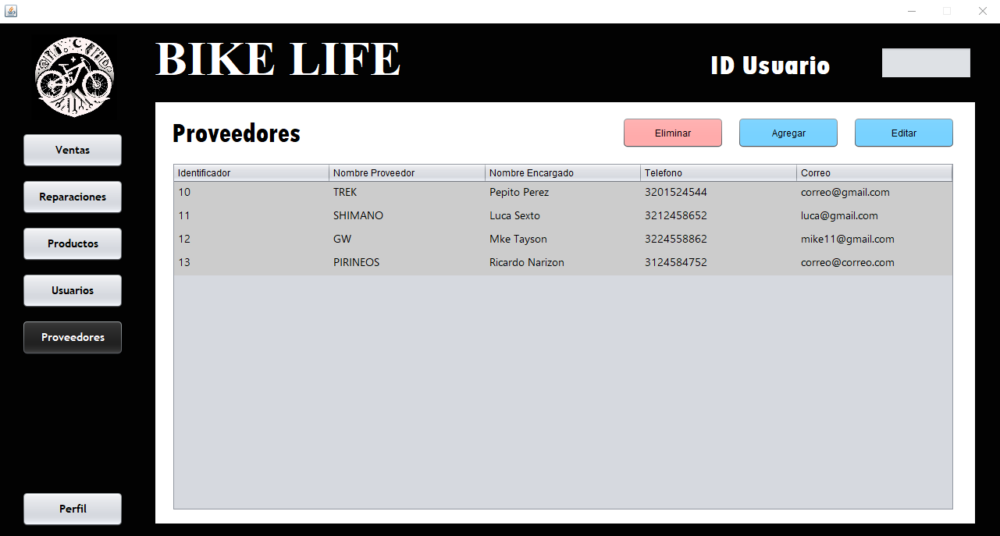 BIKE LIFE
ID Usuario
Ventas
Reparaciones
Productos
Usuarios
Proveedores
Perfil
Proveedores
Eliminar Agregar Editar
Identificador Nombre Proveedor Nombre Encargado Telefono Correo
10 TREK Pepito Perez 3201524544 correo@gmail.com
11 SHIMANO Luca Sexto 3212458652 luca@gmail.com
12 GW Mke Tayson 3224558862 mike11@gmail.com
13 PIRINEOS Ricardo Narizon 3124584752 correo@correo.com